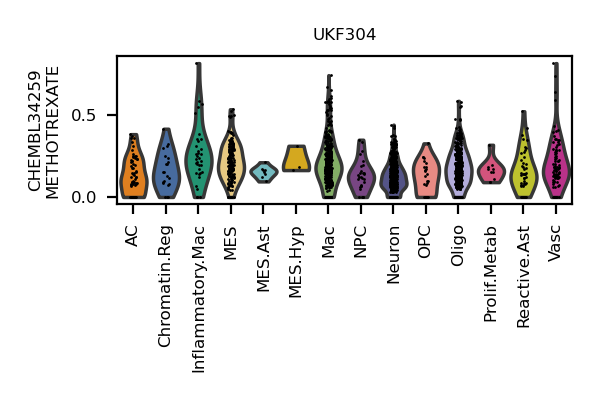 UKF304
CHEMBL34259
METHOTREXATE
0.5
0.0
AC
Chromatin.Reg
Inflammatory.Mac
MES
MES.Ast
MES.Hyp
Mac
NPC
Neuron
OPC
Oligo
Prolif.Metab
Reactive.Ast
Vasc